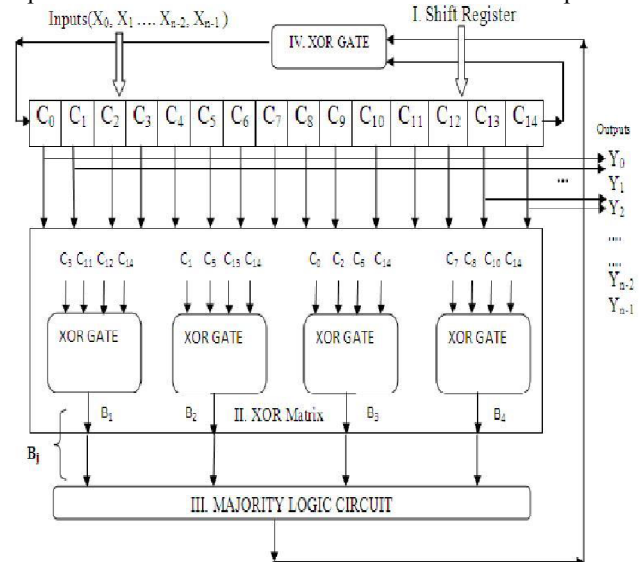 Inputs(X0, X1 .... Xn-2, Xn-1 )
I. Shift Register
IV. XOR GATE
C0 C1 C2 C3 C4 C5 C6 C7 C8 C9 C10 C11 C12 C13 C14
Outputs
Y0
...
Y1
Y2
....
....
Yn-2
Yn-1
C3 C11 C12 C14
C1 C5 C13 C14
C0 C2 C6 C14
C7 C8 C10 C14
XOR GATE
XOR GATE
XOR GATE
XOR GATE
B1
B2
B3
B4
II. XOR Matrix
Bj
III. MAJORITY LOGIC CIRCUIT